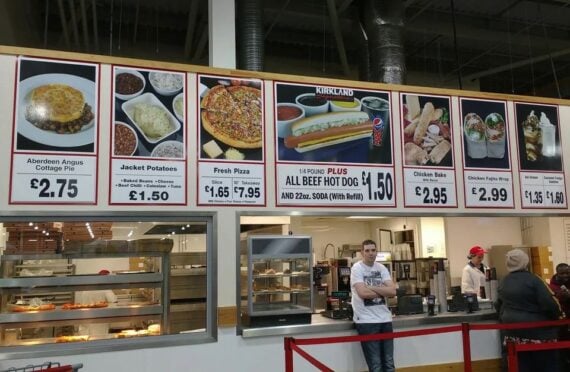 Aberdeen Angus
Cottage Pie
£2.75
Jacket Potatoes
•Baked Beans •Cheese
•Beef Chili •Coleslaw •Tuna
£1.50
Fresh Pizza
Slice
£1.65
£7.95
KIRKLAND
1/4 POUND PLUS
ALL BEEF HOT DOG
AND 22oz. SODA (With Refill)
£1.50
pepsi
Chicken Bake
£2.95
Chicken Fajita Wrap
£2.99
£1.35
£1.60